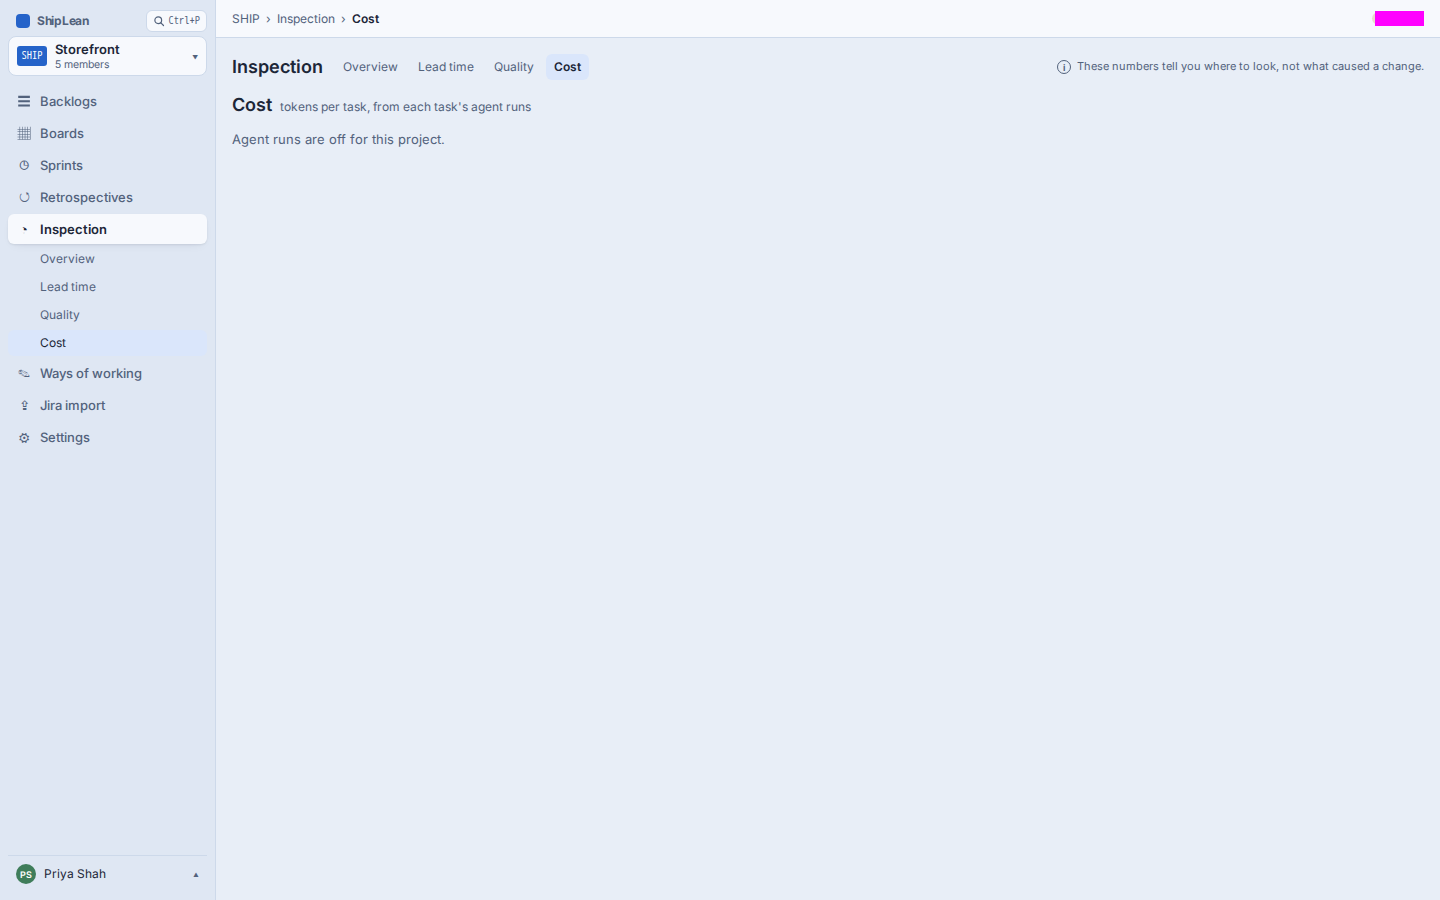 ShipLean
Ctrl+P
SHIP
Storefront
5 members
Backlogs
Boards
Sprints
Retrospectives
Inspection
Overview
Lead time
Quality
Cost
Ways of working
Jira import
Settings
PS
Priya Shah
SHIP › Inspection › Cost
Inspection
Overview
Lead time
Quality
Cost
These numbers tell you where to look, not what caused a change.
Cost tokens per task, from each task's agent runs
Agent runs are off for this project.